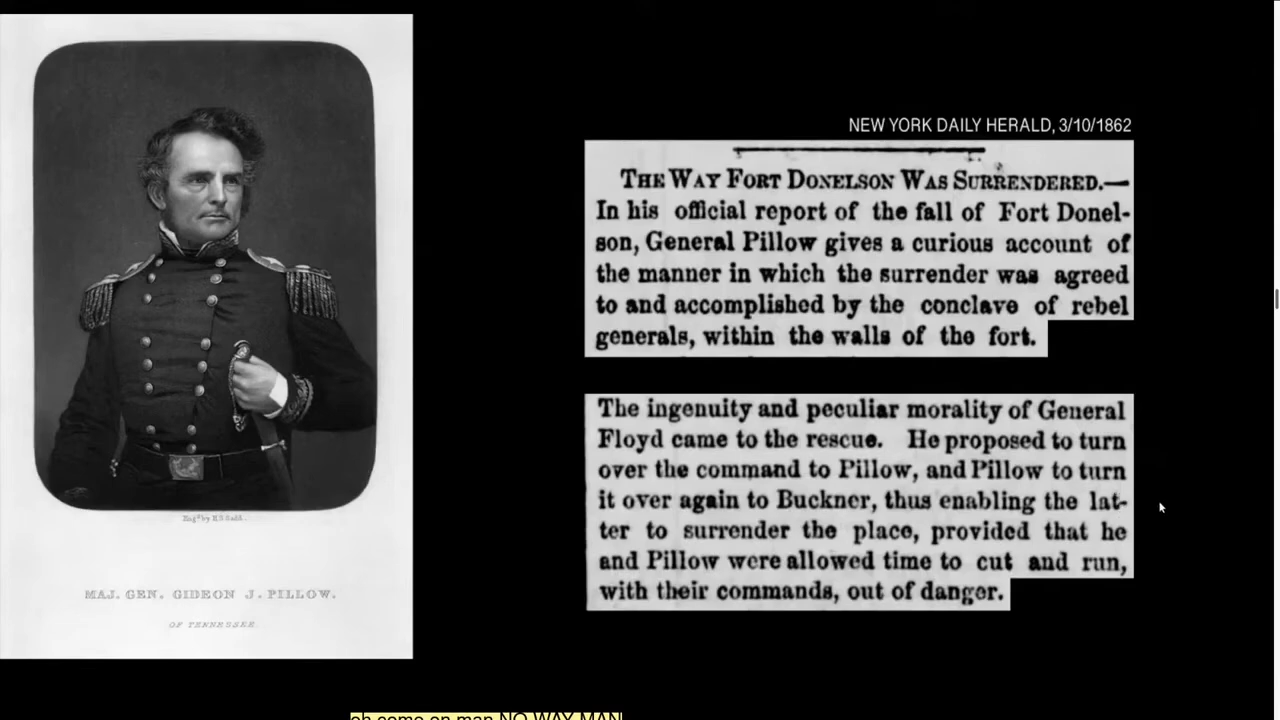 NEW YORK DAILY HERALD, 3/10/1862
THE WAY FORT DONELSON WAS SURRENDERED.—
In his official report of the fall of Fort Donel-
son, General Pillow gives a curious account of
the manner in which the surrender was agreed
to and accomplished by the conclave of rebel
generals, within the walls of the fort.
The ingenuity and peculiar morality of General
Floyd came to the rescue. He proposed to turn
over the command to Pillow, and Pillow to turn
it over again to Buckner, thus enabling the lat-
ter to surrender the place, provided that he
and Pillow were allowed time to cut and run,
with their commands, out of danger.
MAJ. GEN. GIDEON J. PILLOW.
OF TENNESSEE.
oh come on man NO WAY MAN